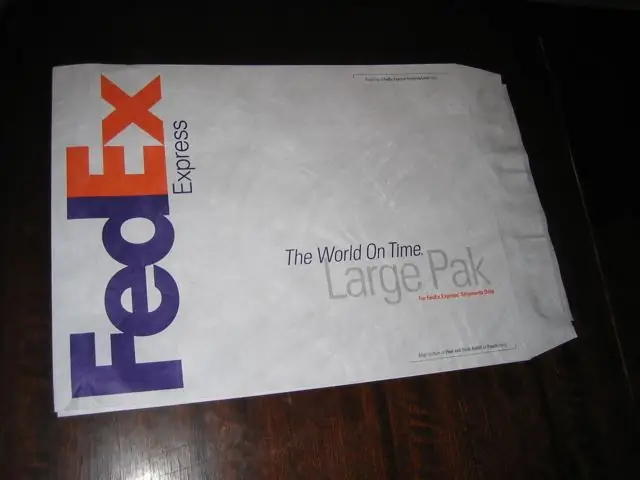 FedEx
Express
The World On Time.
Large Pak
For FedEx Express Shipments Only